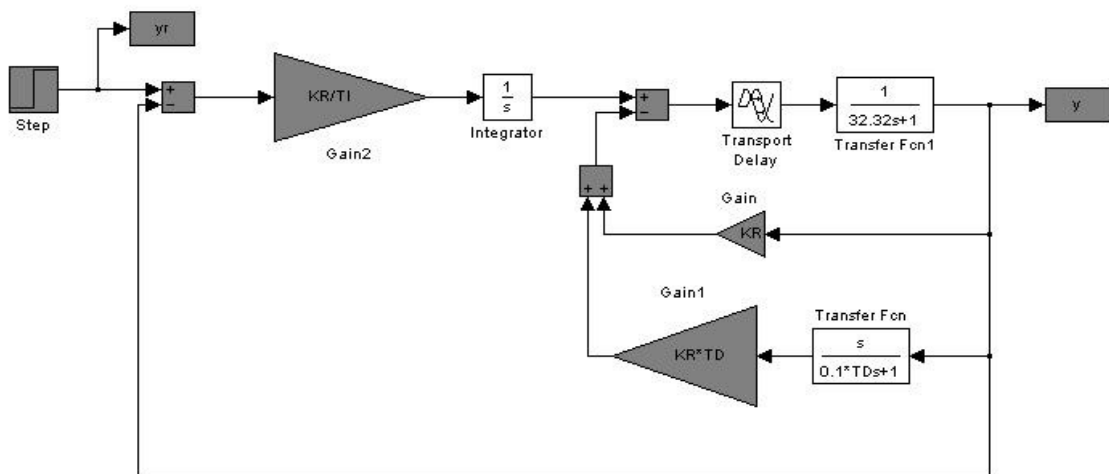 yr
+
−
Step
KR/TI
Gain2
1
s
Integrator
+
−
Transport
Delay
1
32.32s+1
Transfer Fcn1
y
+ +
Gain
KR
Gain1
KR*TD
Transfer Fcn
s
0.1*TDs+1